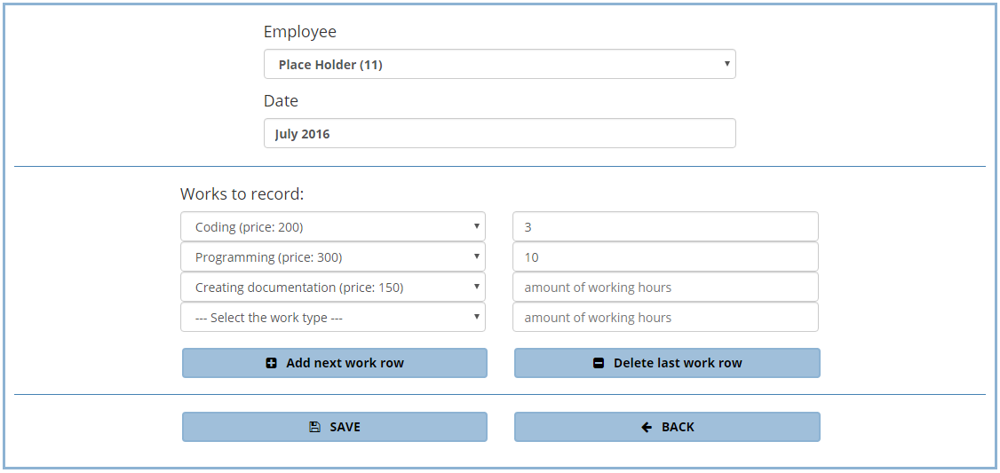 Employee
Place Holder (11)
Date
July 2016
Works to record:
Coding (price: 200) 3
Programming (price: 300) 10
Creating documentation (price: 150) amount of working hours
--- Select the work type --- amount of working hours
Add next work row Delete last work row
SAVE BACK